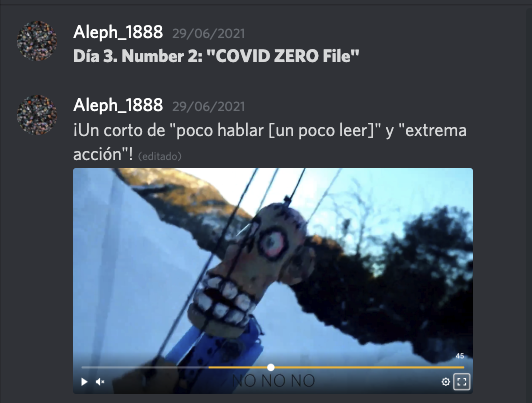 Aleph_1888 29/06/2021
Día 3. Number 2: "COVID ZERO File"
Aleph_1888 29/06/2021
¡Un corto de "poco hablar [un poco leer]" y "extrema
acción"! (editado)
45
NO NO NO